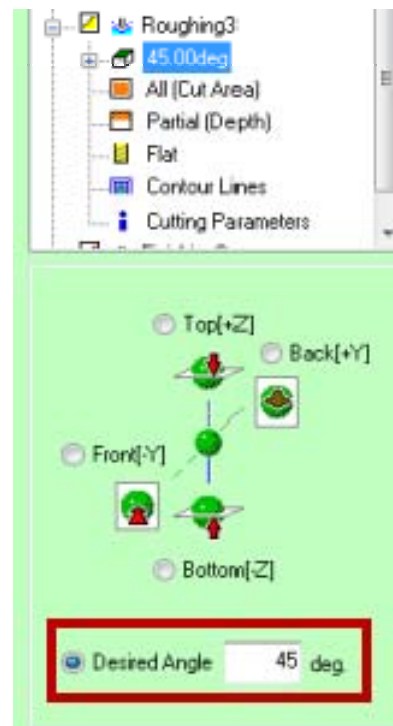 Roughing3
45.00deg
All (Cut Area)
Partial (Depth)
Flat
Contour Lines
Cutting Parameters
Top[+Z]
Back[+Y]
Front[-Y]
Bottom[-Z]
Desired Angle 45 deg.